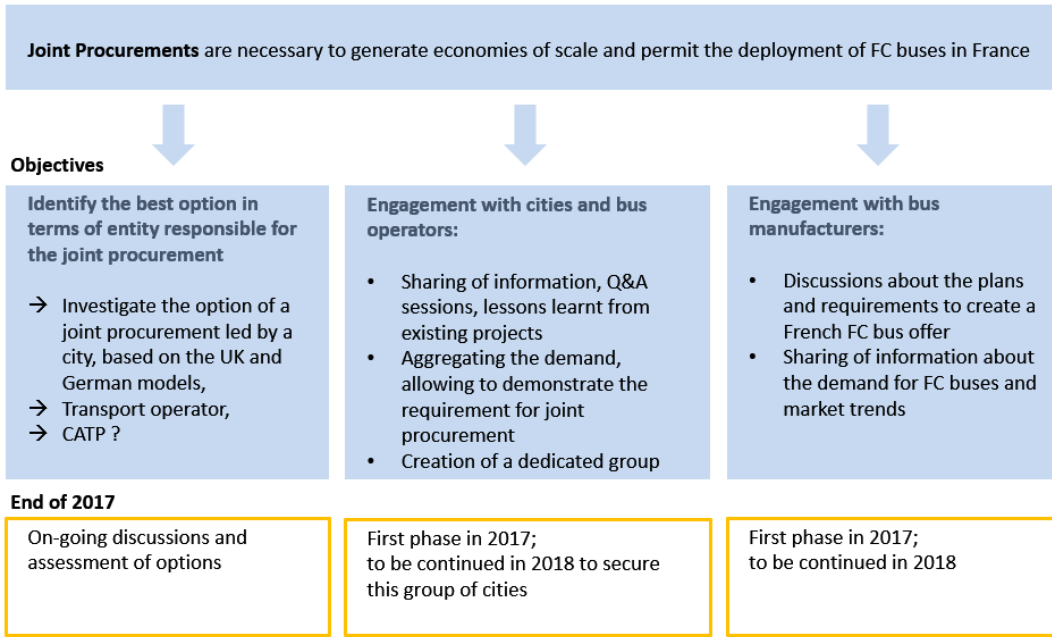 Joint Procurements are necessary to generate economies of scale and permit the deployment of FC buses in France
Objectives
Identify the best option in
terms of entity responsible for
the joint procurement
→ Investigate the option of a
joint procurement led by a
city, based on the UK and
German models,
→ Transport operator,
→ CATP ?
Engagement with cities and bus
operators:
• Sharing of information, Q&A
sessions, lessons learnt from
existing projects
• Aggregating the demand,
allowing to demonstrate the
requirement for joint
procurement
• Creation of a dedicated group
Engagement with bus
manufacturers:
• Discussions about the plans
and requirements to create a
French FC bus offer
• Sharing of information about
the demand for FC buses and
market trends
End of 2017
On-going discussions and
assessment of options
First phase in 2017;
to be continued in 2018 to secure
this group of cities
First phase in 2017;
to be continued in 2018